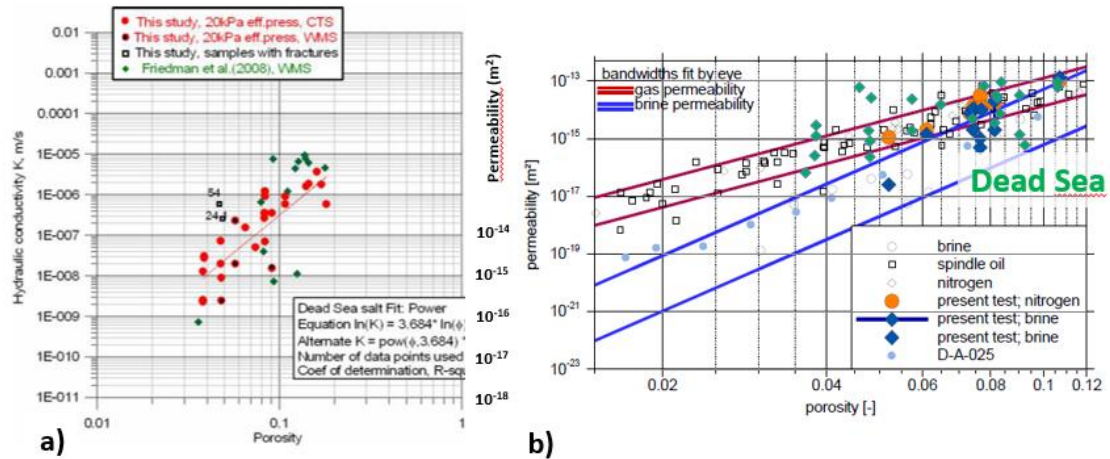 This study, 20kPa eff.press, CTS
This study, 20kPa eff.press, WMS
This study, samples with fractures
Friedman et al.(2008), WMS
0.01
0.001
0.0001
1E-005
1E-006
1E-007
1E-008
1E-009
1E-010
1E-011
Hydraulic conductivity K, m/s
54
Dead Sea salt Fit: Power
Equation ln(K) = 3.684* ln(ϕ)
Alternate K = pow(ϕ,3.684) *
Number of data points used
Coef of determination, R-squ
0.01
0.1
1
Porosity
a)
Permeability (m²)
10-14
10-15
10-16
10-17
10-18
bandwidths fit by eye
gas permeability
brine permeability
10-13
10-15
10-17
10-19
10-21
10-23
permeability [m²]
Dead Sea
brine
spindle oil
nitrogen
present test; nitrogen
present test; brine
present test; brine
D-A-025
0.02
0.04
0.06
0.08
0.1
0.12
porosity [-]
b)